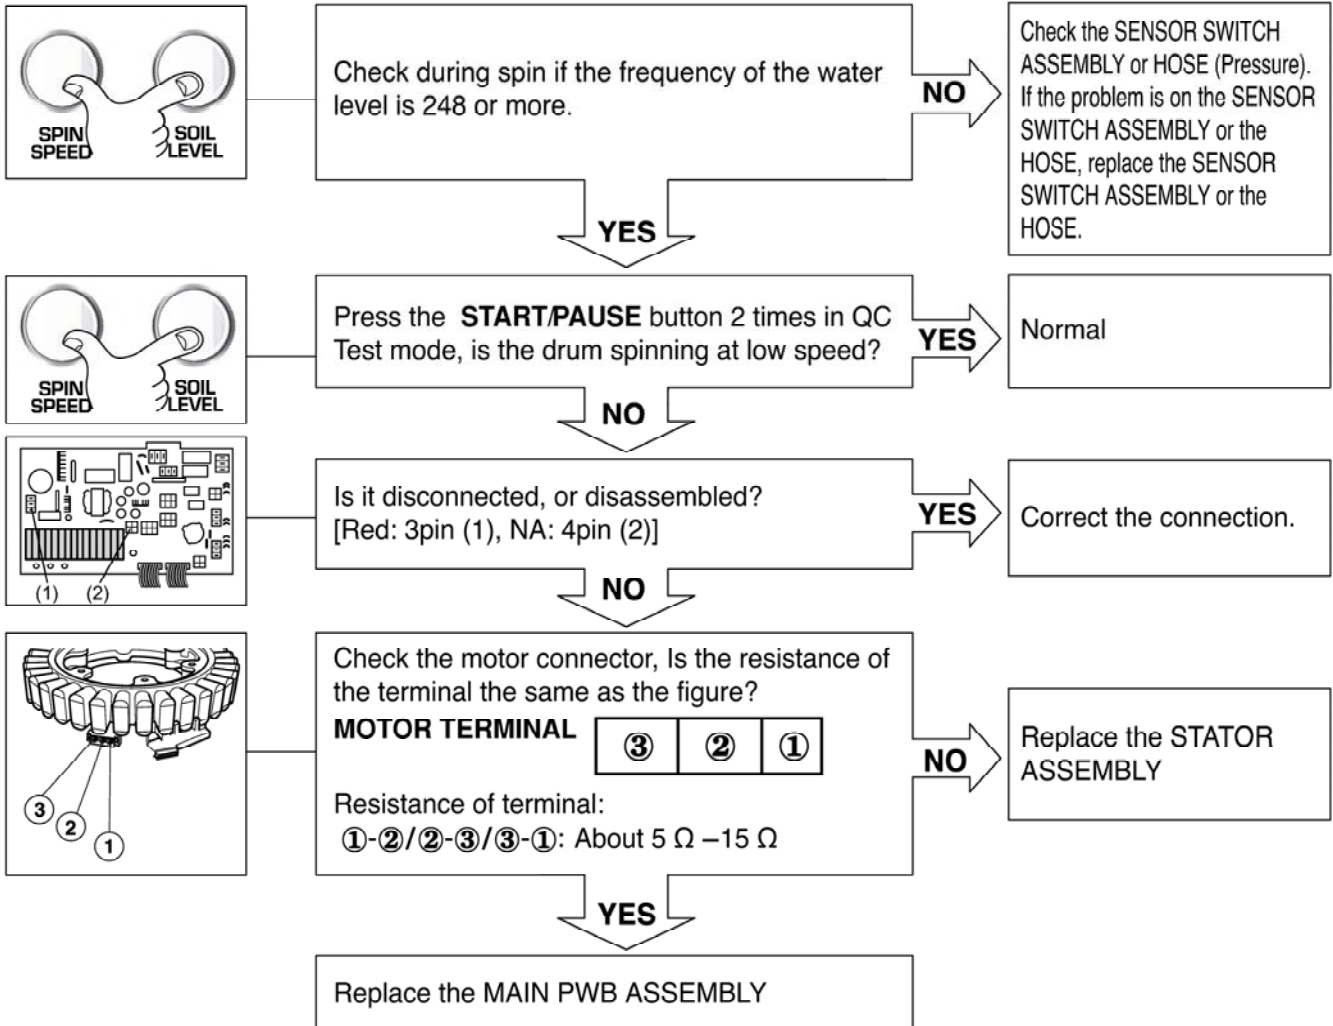 SPIN
SPEED
SOIL
LEVEL
Check during spin if the frequency of the water
level is 248 or more.
NO
Check the SENSOR SWITCH
ASSEMBLY or HOSE (Pressure).
If the problem is on the SENSOR
SWITCH ASSEMBLY or the
HOSE, replace the SENSOR
SWITCH ASSEMBLY or the
HOSE.
YES
SPIN
SPEED
SOIL
LEVEL
Press the START/PAUSE button 2 times in QC
Test mode, is the drum spinning at low speed?
YES
Normal
NO
(1)
(2)
Is it disconnected, or disassembled?
[Red: 3pin (1), NA: 4pin (2)]
YES
Correct the connection.
NO
3
2
1
Check the motor connector, Is the resistance of
the terminal the same as the figure?
MOTOR TERMINAL
③ ② ①
Resistance of terminal:
①-②/②-③/③-①: About 5 Ω –15 Ω
NO
Replace the STATOR
ASSEMBLY
YES
Replace the MAIN PWB ASSEMBLY